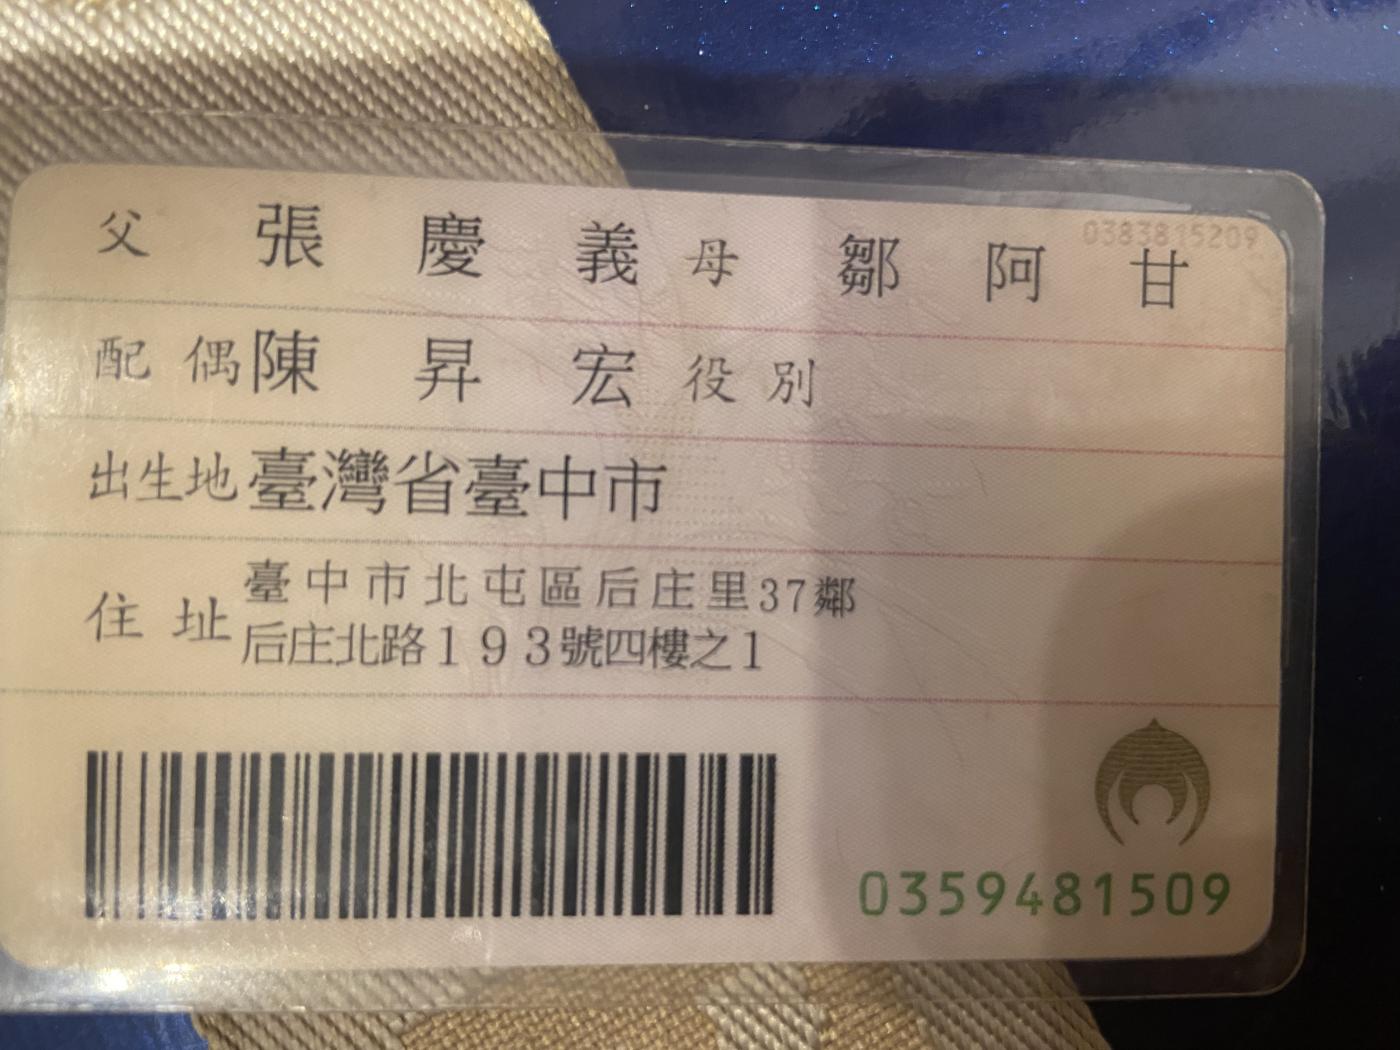 0383815209
父 張慶義 母 鄒阿甘
配偶 陳昇宏 役別
出生地 臺灣省臺中市
住址 臺中市北屯區后庄里37鄰
后庄北路193號四樓之1
0359481509